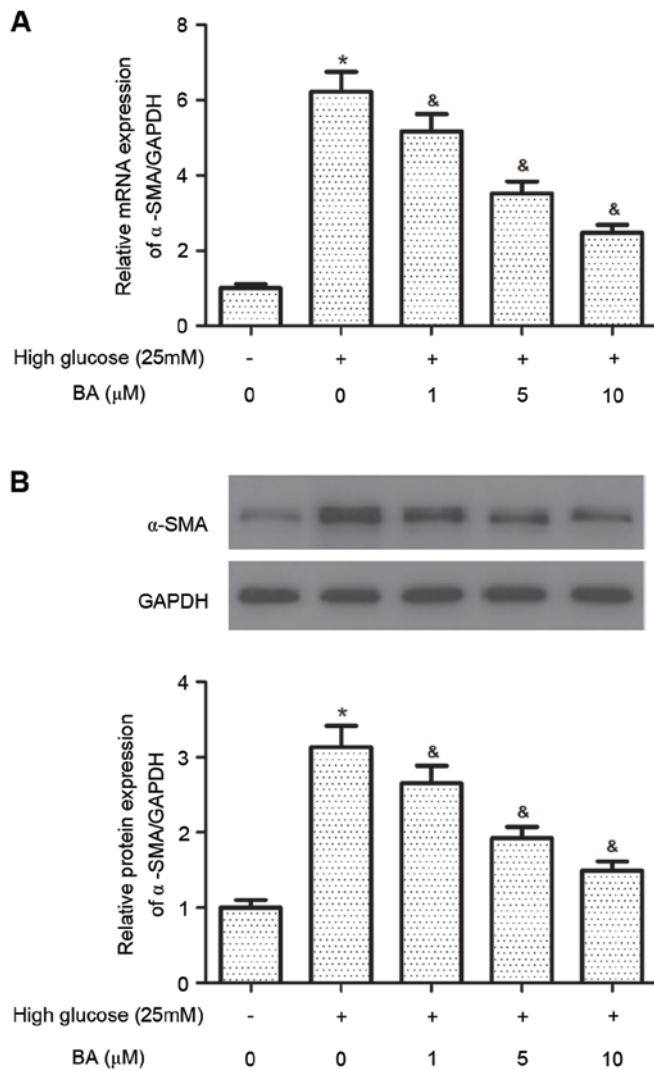 A
Relative mRNA expression
of α-SMA/GAPDH
8
6
4
2
0
*
&
&
&
High glucose (25mM) - + + + +
BA (μM) 0 0 1 5 10
B
α-SMA
GAPDH
Relative protein expression
of α-SMA/GAPDH
4
3
2
1
0
*
&
&
&
High glucose (25mM) - + + + +
BA (μM) 0 0 1 5 10